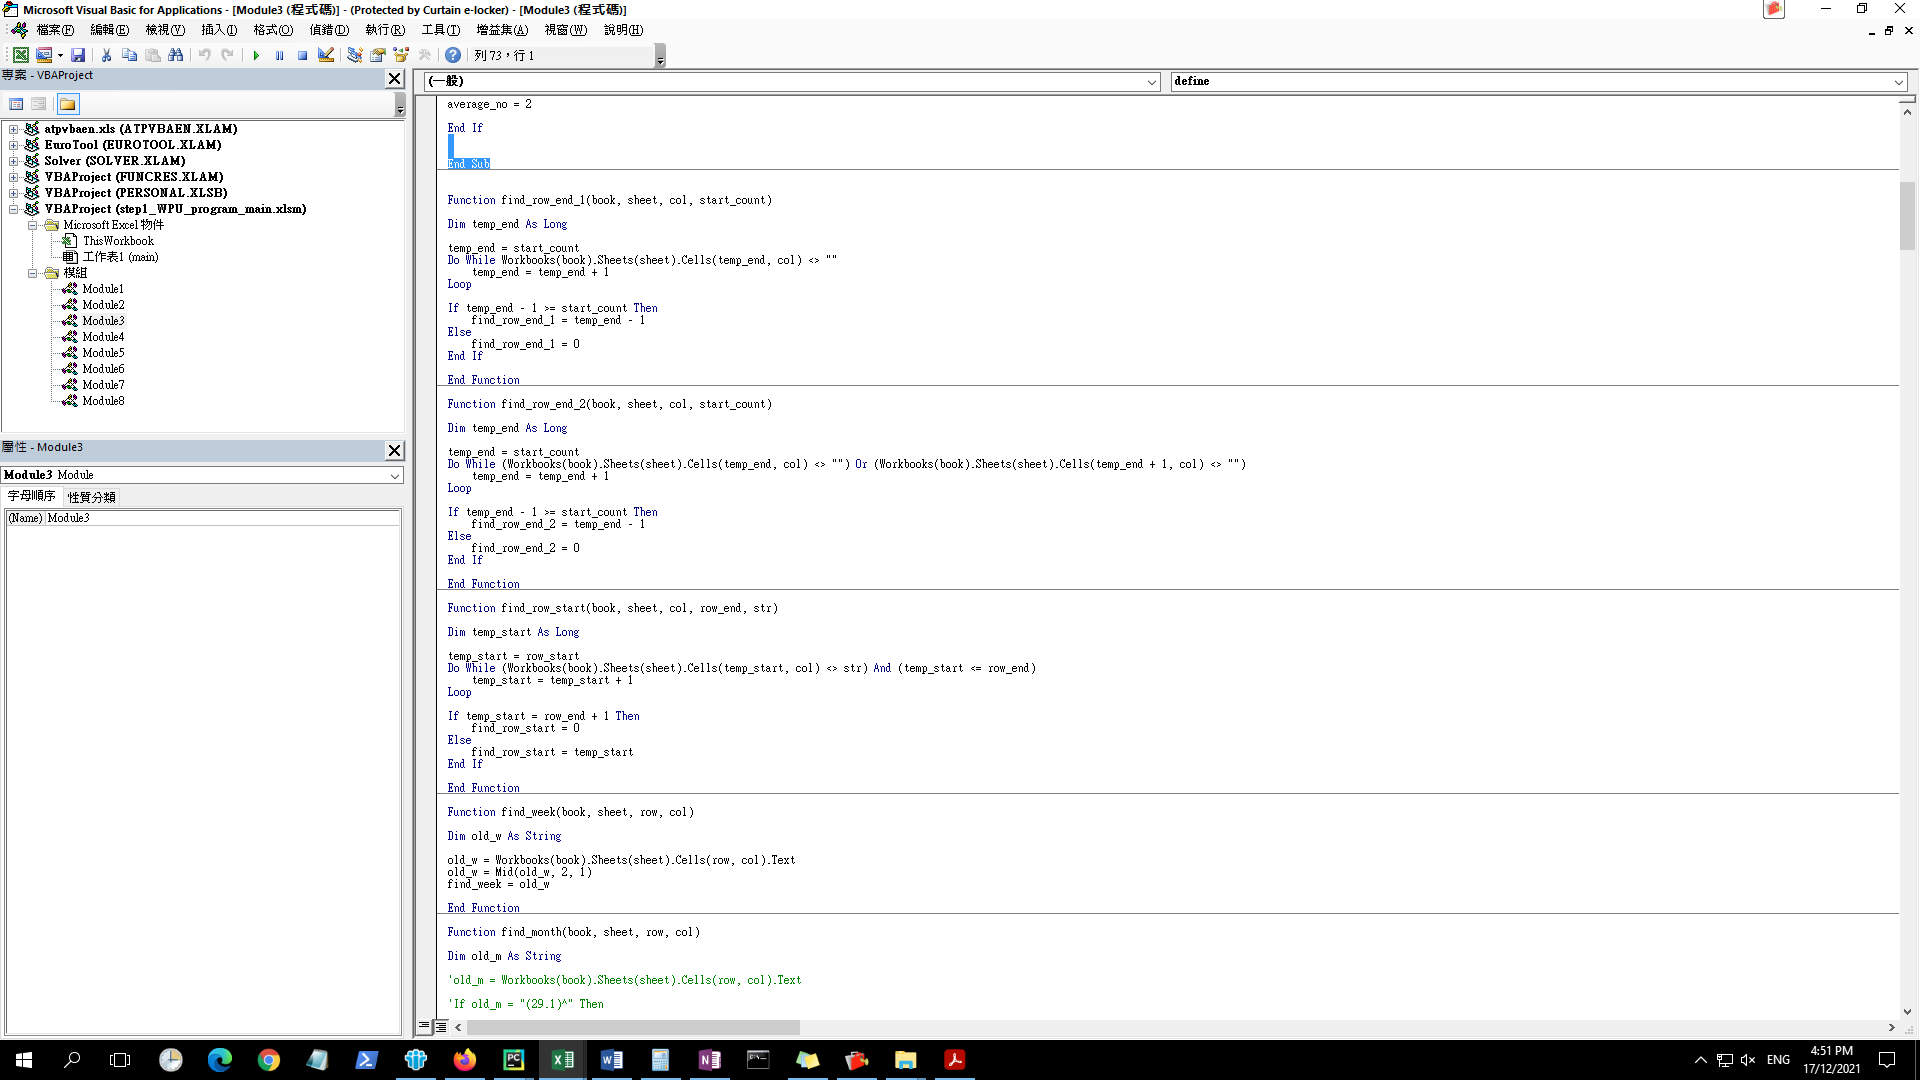 Microsoft Visual Basic for Applications - [Module3 (程式碼)] - (Protected by Curtain e-locker) - [Module3 (程式碼)]
檔案(F) 編輯(E) 檢視(V) 插入(I) 格式(O) 偵錯(D) 執行(R) 工具(T) 增益集(A) 視窗(W) 說明(H)
列 73，行 1
專案 - VBAProject
atpvbaen.xls (ATPVBAEN.XLAM)
EuroTool (EUROTOOL.XLAM)
Solver (SOLVER.XLAM)
VBAProject (FUNCRES.XLAM)
VBAProject (PERSONAL.XLSB)
VBAProject (step1_WPU_program_main.xlsm)
Microsoft Excel 物件
ThisWorkbook
工作表1 (main)
模組
Module1
Module2
Module3
Module4
Module5
Module6
Module7
Module8
屬性 - Module3
Module3 Module
字母順序 性質分類
(Name) Module3
(一般) define
average_no = 2
End If
End Sub
Function find_row_end_1(book, sheet, col, start_count)
Dim temp_end As Long
temp_end = start_count
Do While Workbooks(book).Sheets(sheet).Cells(temp_end, col) <> ""
temp_end = temp_end + 1
Loop
If temp_end - 1 >= start_count Then
find_row_end_1 = temp_end - 1
Else
find_row_end_1 = 0
End If
End Function
Function find_row_end_2(book, sheet, col, start_count)
Dim temp_end As Long
temp_end = start_count
Do While (Workbooks(book).Sheets(sheet).Cells(temp_end, col) <> "") Or (Workbooks(book).Sheets(sheet).Cells(temp_end + 1, col) <> "")
temp_end = temp_end + 1
Loop
If temp_end - 1 >= start_count Then
find_row_end_2 = temp_end - 1
Else
find_row_end_2 = 0
End If
End Function
Function find_row_start(book, sheet, col, row_end, str)
Dim temp_start As Long
temp_start = row_start
Do While (Workbooks(book).Sheets(sheet).Cells(temp_start, col) <> str) And (temp_start <= row_end)
temp_start = temp_start + 1
Loop
If temp_start = row_end + 1 Then
find_row_start = 0
Else
find_row_start = temp_start
End If
End Function
Function find_week(book, sheet, row, col)
Dim old_w As String
old_w = Workbooks(book).Sheets(sheet).Cells(row, col).Text
old_w = Mid(old_w, 2, 1)
find_week = old_w
End Function
Function find_month(book, sheet, row, col)
Dim old_m As String
'old_m = Workbooks(book).Sheets(sheet).Cells(row, col).Text
'If old_m = "(29.1)^" Then
ENG
4:51 PM
17/12/2021